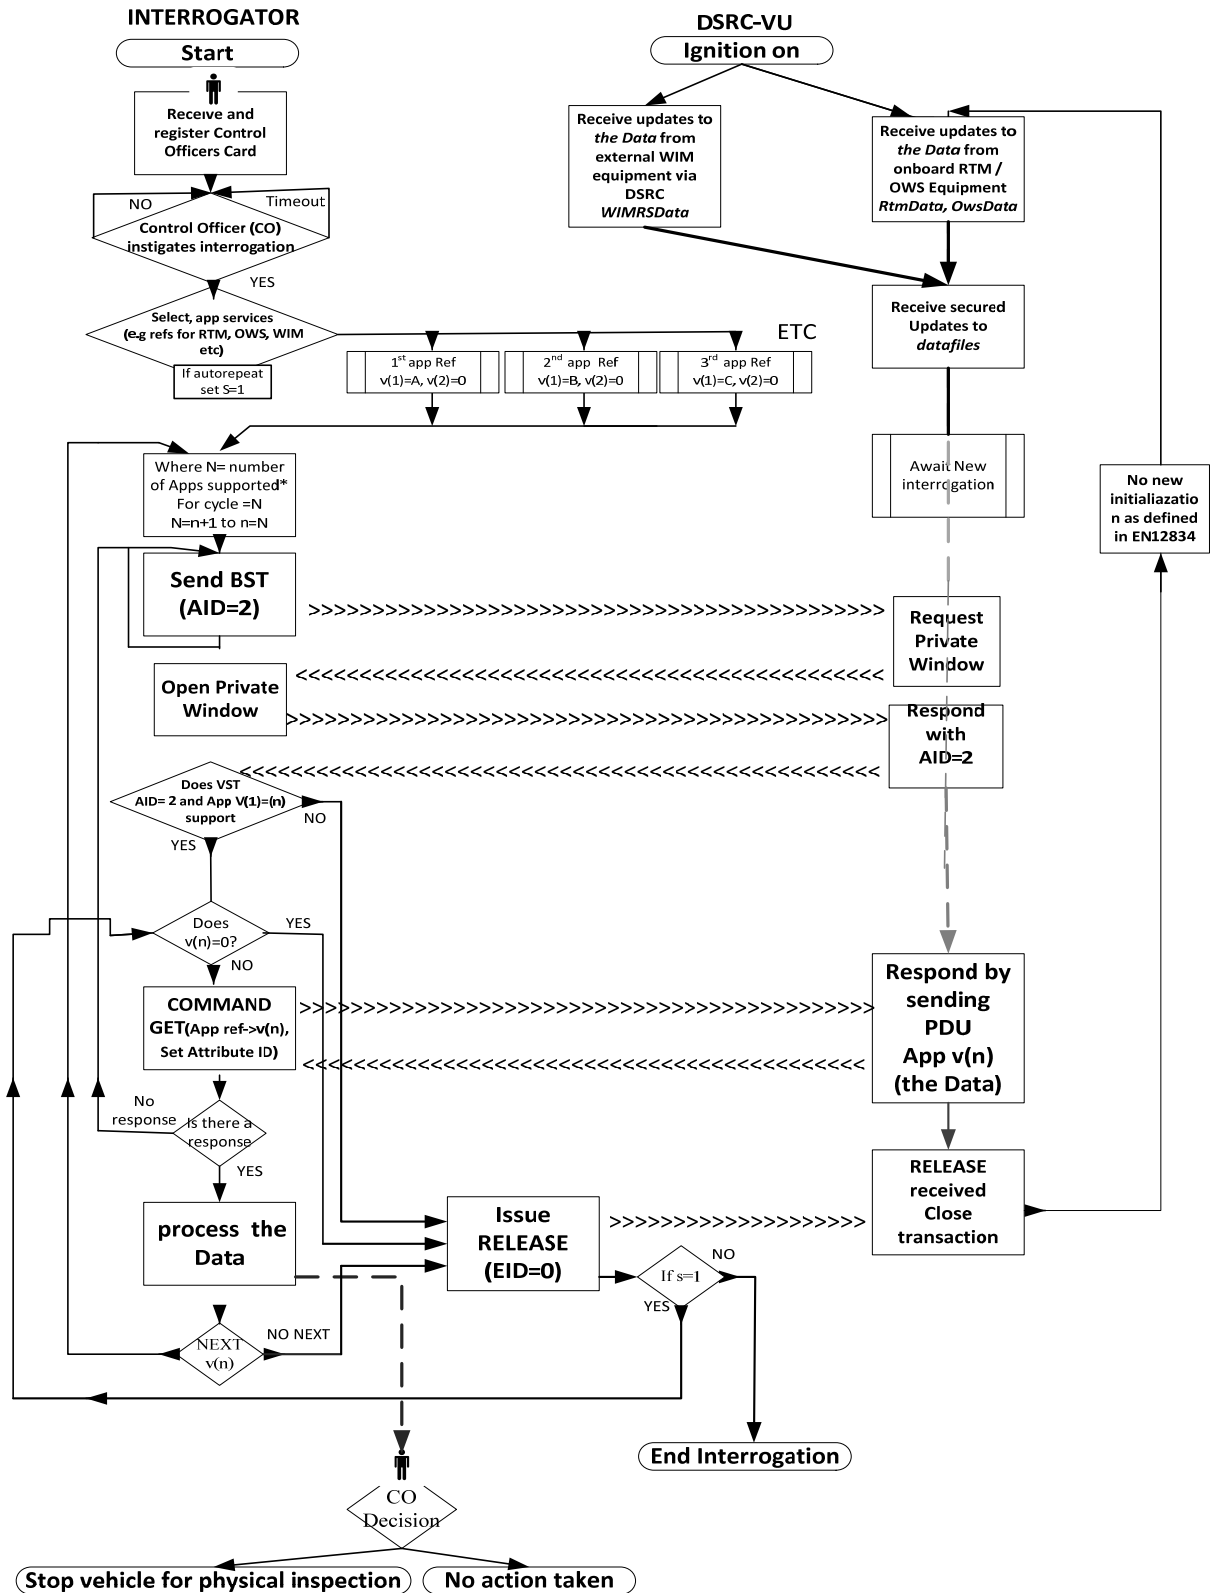 INTERROGATOR
Start
Receive and
register Control
Officers Card
NO
Timeout
Control Officer (CO)
instigates interrogation
YES
Select, app services
(e.g refs for RTM, OWS, WIM
etc)
If autorepeat
set S=1
ETC
1st app Ref
v(1)=A, v(2)=0
2nd app Ref
v(1)=B, v(2)=0
3rd app Ref
v(1)=C, v(2)=0
Where N= number
of Apps supported*
For cycle =N
N=n+1 to n=N
Send BST
(AID=2)
>>>>>>>>>>>>>>>>>>>>>>>>>>>>>>>>>>>>>>>>>>>>>
<<<<<<<<<<<<<<<<<<<<<<<<<<<<<<<<<<<<<<<<<<<<<<
Open Private
Window
>>>>>>>>>>>>>>>>>>>>>>>>>>>>>>>>>>>>>>>>>>>>>>>
<<<<<<<<<<<<<<<<<<<<<<<<<<<<<<<<<<<<<<<<<<<<<<<<<<
Does VST
AID= 2 and App V(1)=(n)
support
NO
YES
Does
v(n)=0?
YES
NO
COMMAND
GET(App ref->v(n),
Set Attribute ID)
>>>>>>>>>>>>>>>>>>>>>>>>>>>>>>>>>>>>>>>>>>>>>
<<<<<<<<<<<<<<<<<<<<<<<<<<<<<<<<<<<<<<<<<<<<
No
response
Is there a
response
YES
process the
Data
NEXT
v(n)
NO NEXT
Issue
RELEASE
(EID=0)
>>>>>>>>>>>>>>>>>>>>
If s=1
NO
YES
End Interrogation
CO
Decision
Stop vehicle for physical inspection
No action taken
DSRC-VU
Ignition on
Receive updates to
the Data from
external WIM
equipment via
DSRC
WIMRSData
Receive updates to
the Data from
onboard RTM /
OWS Equipment
RtmData, OwsData
Receive secured
Updates to
datafiles
Await New
interrogation
Request
Private
Window
Respond
with
AID=2
Respond by
sending
PDU
App v(n)
(the Data)
RELEASE
received
Close
transaction
No new
initialiazatio
n as defined
in EN12834